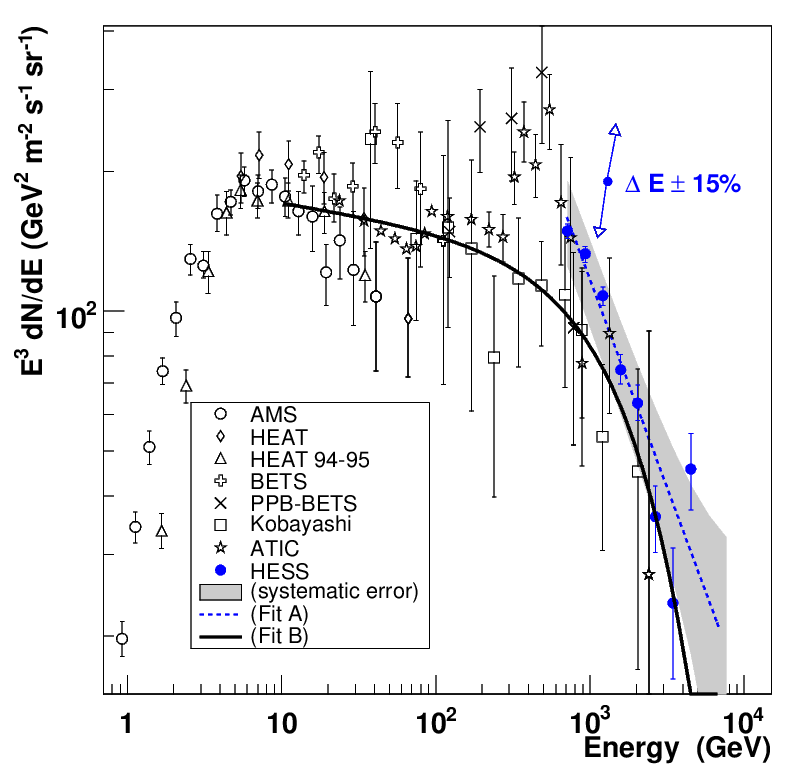 E³ dN/dE (GeV² m⁻² s⁻¹ sr⁻¹)
10²
Δ E ± 15%
AMS
HEAT
HEAT 94-95
BETS
PPB-BETS
Kobayashi
ATIC
HESS
(systematic error)
(Fit A)
(Fit B)
1 10 10² 10³ 10⁴
Energy (GeV)